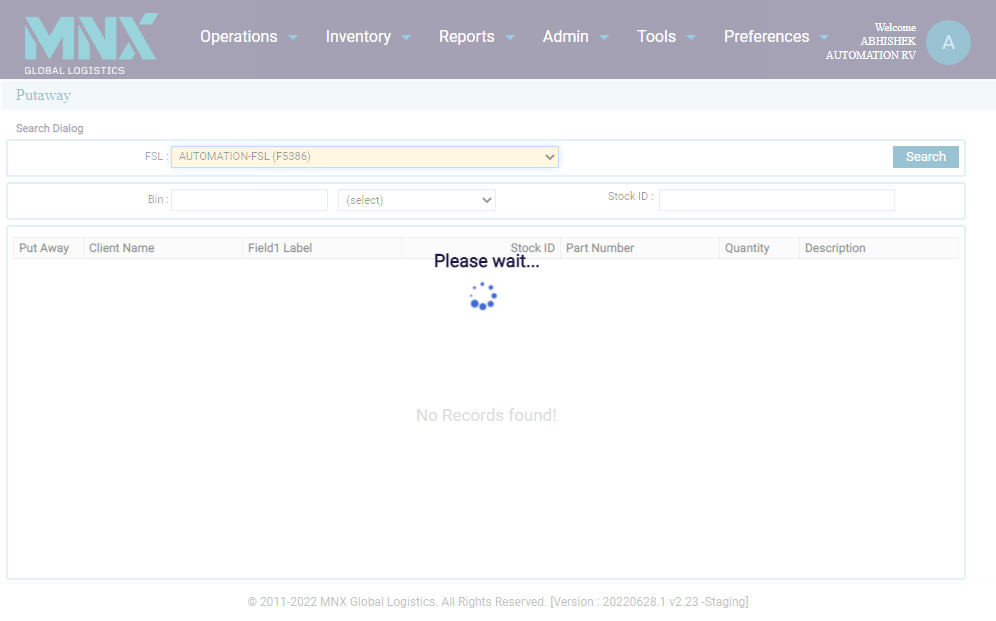 MNX
GLOBAL LOGISTICS
Operations Inventory Reports Admin Tools Preferences
Welcome
ABHISHEK
AUTOMATION RV
A
Putaway
Search Dialog
FSL : AUTOMATION-FSL (F5386) Search
Bin : (select) Stock ID :
Put Away Client Name Field1 Label Stock ID Part Number Quantity Description
Please wait...
No Records found!
© 2011-2022 MNX Global Logistics. All Rights Reserved. [Version : 20220628.1 v2.23 -Staging]